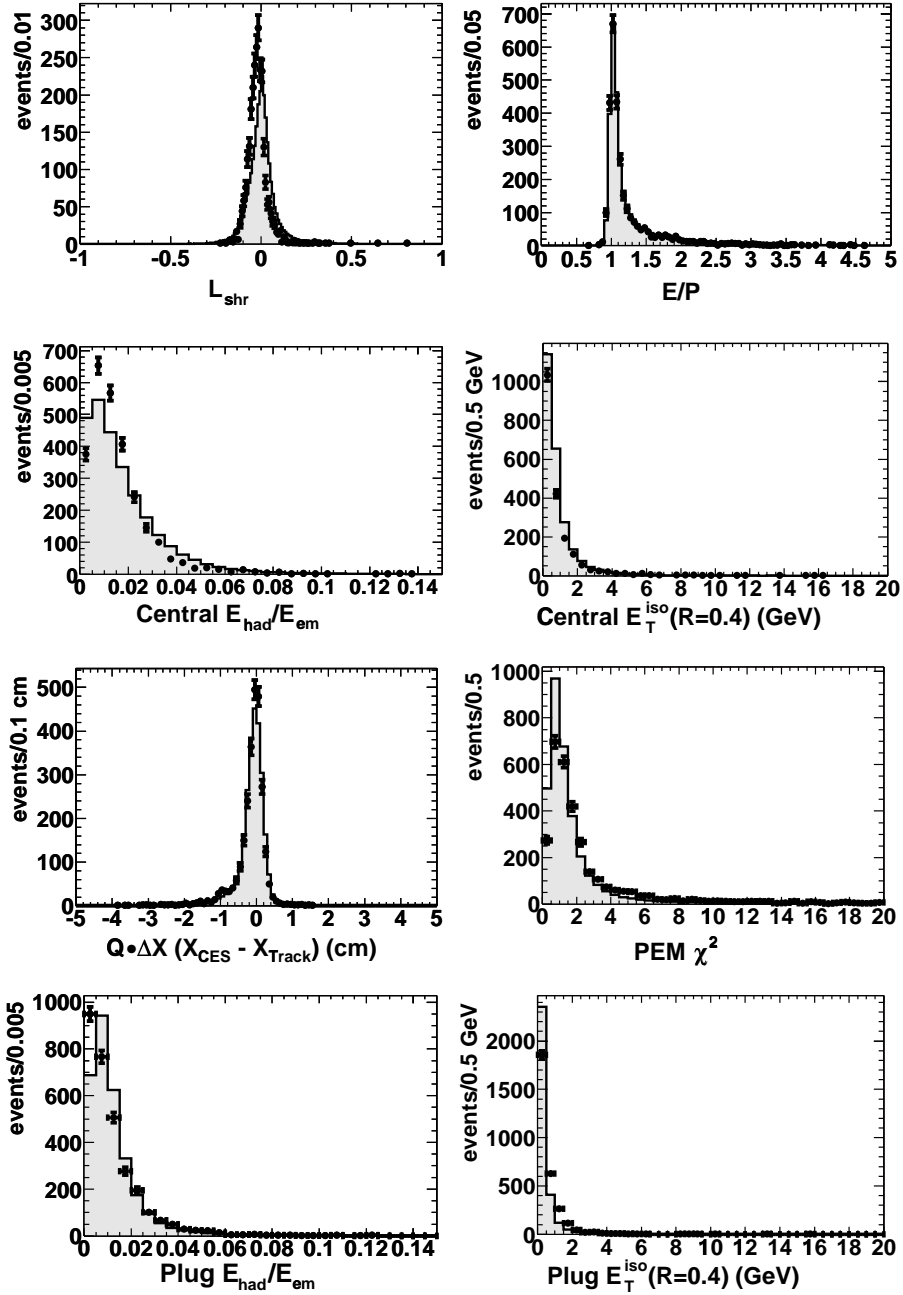 events/0.01
300
250
200
150
100
50
0
-1 -0.5 0 0.5 1
L_shr
events/0.05
700
600
500
400
300
200
100
0
0 0.5 1 1.5 2 2.5 3 3.5 4 4.5 5
E/P
events/0.005
700
600
500
400
300
200
100
0
0 0.02 0.04 0.06 0.08 0.1 0.12 0.14
Central E_had/E_em
events/0.5 GeV
1000
800
600
400
200
0
0 2 4 6 8 10 12 14 16 18 20
Central E_T^iso(R=0.4) (GeV)
events/0.1 cm
500
400
300
200
100
0
-5 -4 -3 -2 -1 0 1 2 3 4 5
Q•ΔX (X_CES - X_Track) (cm)
events/0.5
1000
800
600
400
200
0
0 2 4 6 8 10 12 14 16 18 20
PEM χ²
events/0.005
1000
800
600
400
200
0
0 0.02 0.04 0.06 0.08 0.1 0.12 0.14
Plug E_had/E_em
events/0.5 GeV
2000
1500
1000
500
0
0 2 4 6 8 10 12 14 16 18 20
Plug E_T^iso(R=0.4) (GeV)